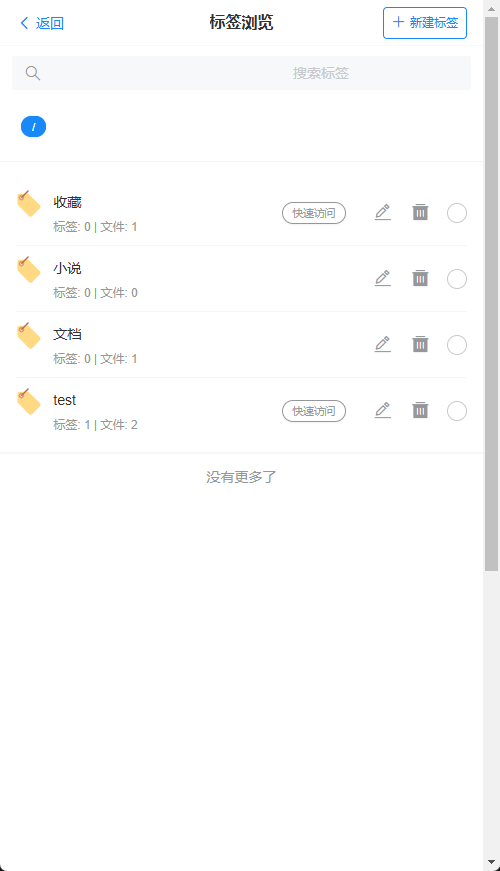 返回 标签浏览 新建标签
搜索标签
/
收藏
标签: 0 | 文件: 1 快速访问
小说
标签: 0 | 文件: 0
文档
标签: 0 | 文件: 1
test
标签: 1 | 文件: 2 快速访问
没有更多了